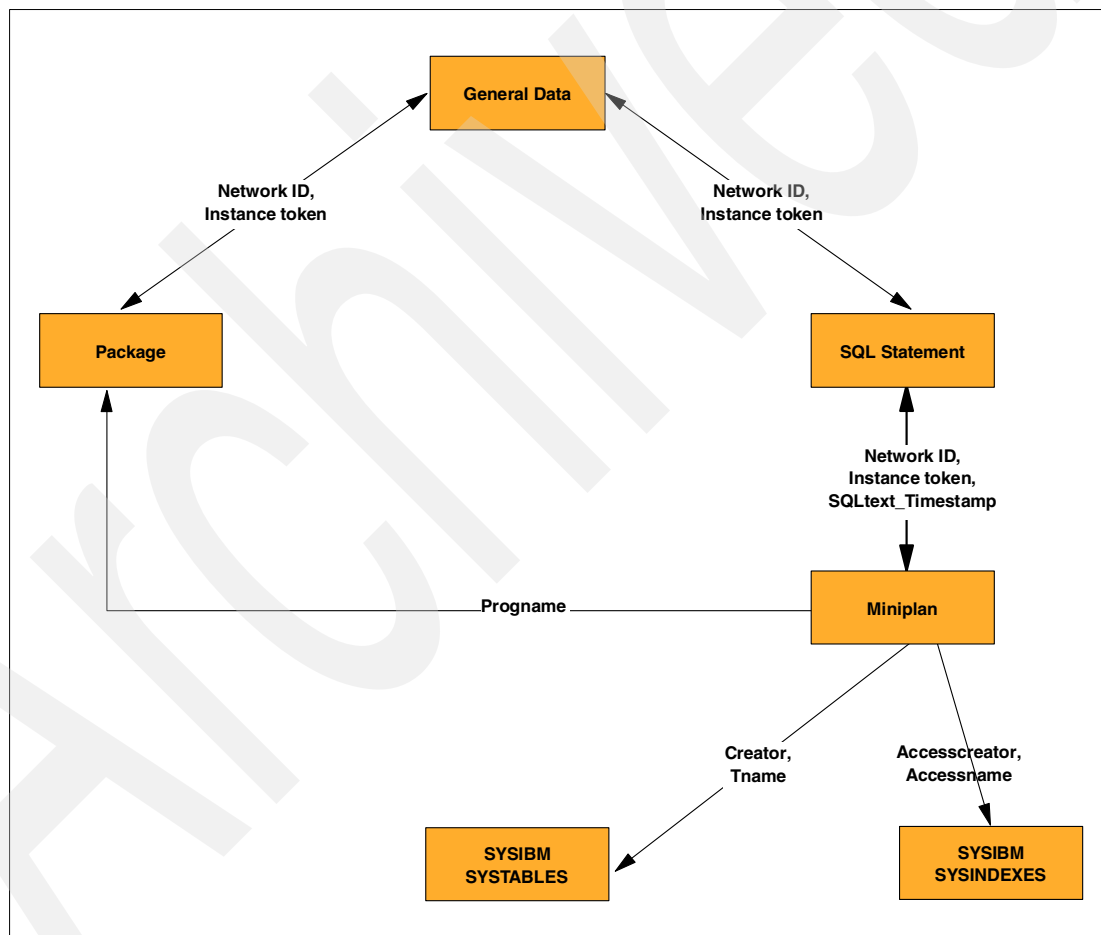 General Data
Network ID,
Instance token
Network ID,
Instance token
Package
SQL Statement
Network ID,
Instance token,
SQLtext_Timestamp
Progname
Miniplan
Creator,
Tname
Accesscreator,
Accessname
SYSIBM
SYSTABLES
SYSIBM
SYSINDEXES
Archived